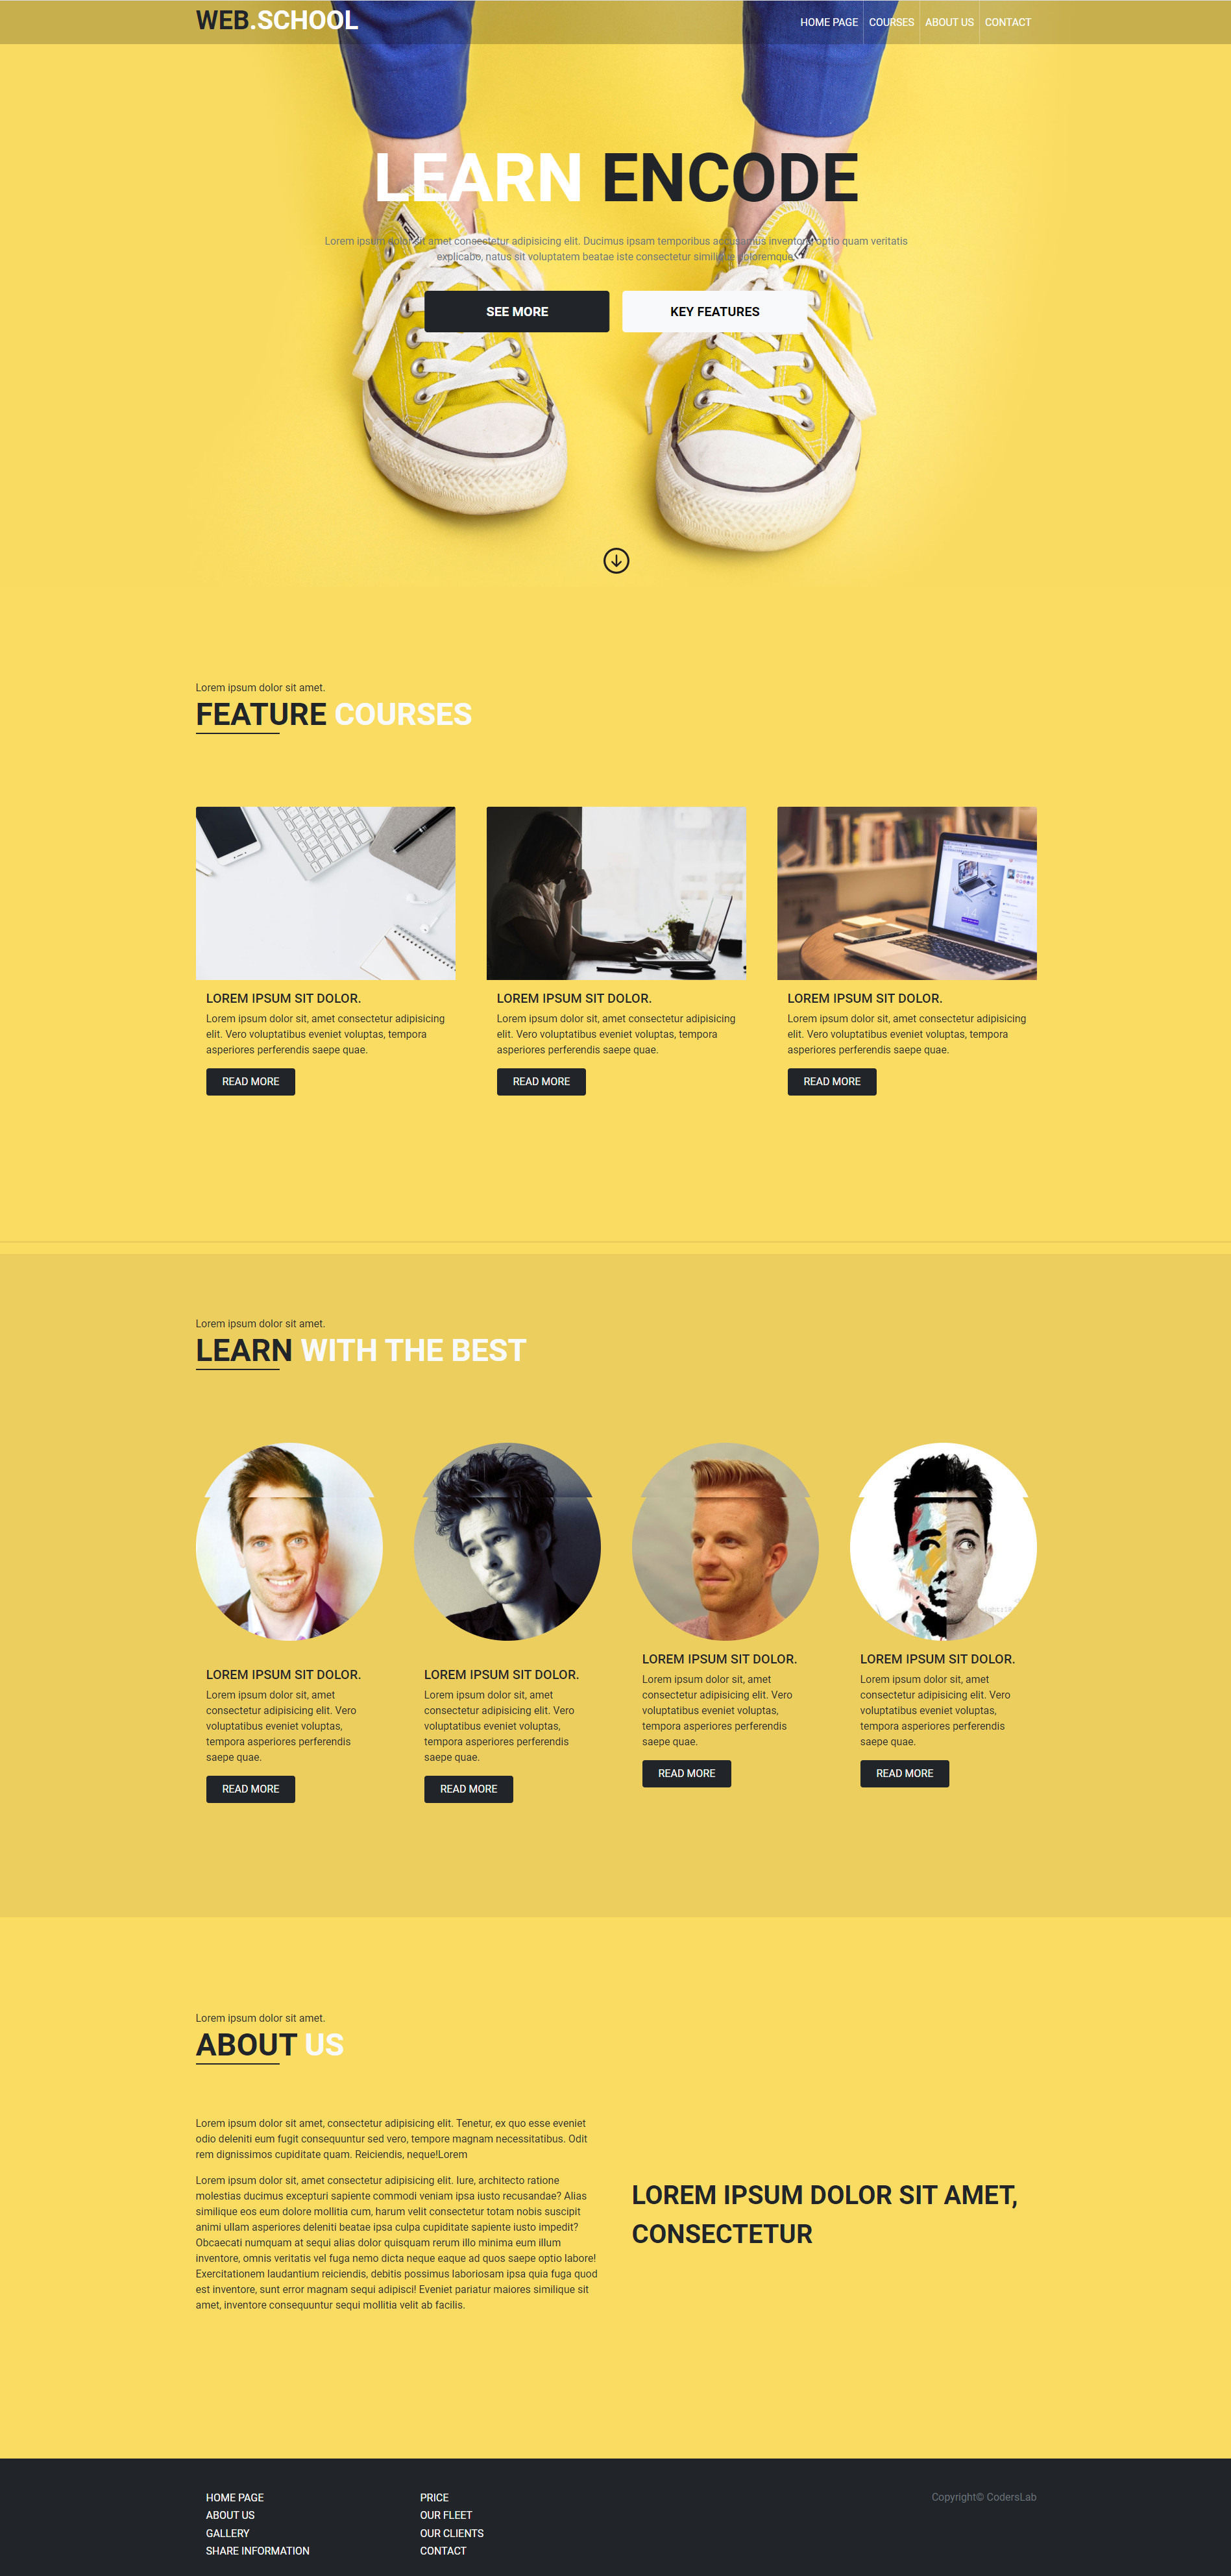 WEB.SCHOOL
HOME PAGE
COURSES
ABOUT US
CONTACT
LEARN ENCODE
Lorem ipsum dolor sit amet consectetur adipisicing elit. Ducimus ipsam temporibus accusamus inventore optio quam veritatis
explicabo, natus sit voluptatem beatae iste consectetur similique doloremque.
SEE MORE
KEY FEATURES
Lorem ipsum dolor sit amet.
FEATURE COURSES
LOREM IPSUM SIT DOLOR.
Lorem ipsum dolor sit, amet consectetur adipisicing
elit. Vero voluptatibus eveniet voluptas, tempora
asperiores perferendis saepe quae.
READ MORE
LOREM IPSUM SIT DOLOR.
Lorem ipsum dolor sit, amet consectetur adipisicing
elit. Vero voluptatibus eveniet voluptas, tempora
asperiores perferendis saepe quae.
READ MORE
LOREM IPSUM SIT DOLOR.
Lorem ipsum dolor sit, amet consectetur adipisicing
elit. Vero voluptatibus eveniet voluptas, tempora
asperiores perferendis saepe quae.
READ MORE
Lorem ipsum dolor sit amet.
LEARN WITH THE BEST
LOREM IPSUM SIT DOLOR.
Lorem ipsum dolor sit, amet
consectetur adipisicing elit. Vero
voluptatibus eveniet voluptas,
tempora asperiores perferendis
saepe quae.
READ MORE
LOREM IPSUM SIT DOLOR.
Lorem ipsum dolor sit, amet
consectetur adipisicing elit. Vero
voluptatibus eveniet voluptas,
tempora asperiores perferendis
saepe quae.
READ MORE
LOREM IPSUM SIT DOLOR.
Lorem ipsum dolor sit, amet
consectetur adipisicing elit. Vero
voluptatibus eveniet voluptas,
tempora asperiores perferendis
saepe quae.
READ MORE
LOREM IPSUM SIT DOLOR.
Lorem ipsum dolor sit, amet
consectetur adipisicing elit. Vero
voluptatibus eveniet voluptas,
tempora asperiores perferendis
saepe quae.
READ MORE
Lorem ipsum dolor sit amet.
ABOUT US
Lorem ipsum dolor sit amet, consectetur adipisicing elit. Tenetur, ex quo esse eveniet
odio deleniti eum fugit consequuntur sed vero, tempore magnam necessitatibus. Odit
rem dignissimos cupiditate quam. Reiciendis, neque!Lorem
Lorem ipsum dolor sit, amet consectetur adipisicing elit. Iure, architecto ratione
molestias ducimus excepturi sapiente commodi veniam ipsa iusto recusandae? Alias
similique eos eum dolore mollitia cum, harum velit consectetur totam nobis suscipit
animi ullam asperiores deleniti beatae ipsa culpa cupiditate sapiente iusto impedit?
Obcaecati numquam at sequi alias dolor quisquam rerum illo minima eum illum
inventore, omnis veritatis vel fuga nemo dicta neque eaque ad quos saepe optio labore!
Exercitationem laudantium reiciendis, debitis possimus laboriosam ipsa quia fuga quod
est inventore, sunt error magnam sequi adipisci! Eveniet pariatur maiores similique sit
amet, inventore consequuntur sequi mollitia velit ab facilis.
LOREM IPSUM DOLOR SIT AMET,
CONSECTETUR
HOME PAGE
ABOUT US
GALLERY
SHARE INFORMATION
PRICE
OUR FLEET
OUR CLIENTS
CONTACT
Copyright© CodersLab